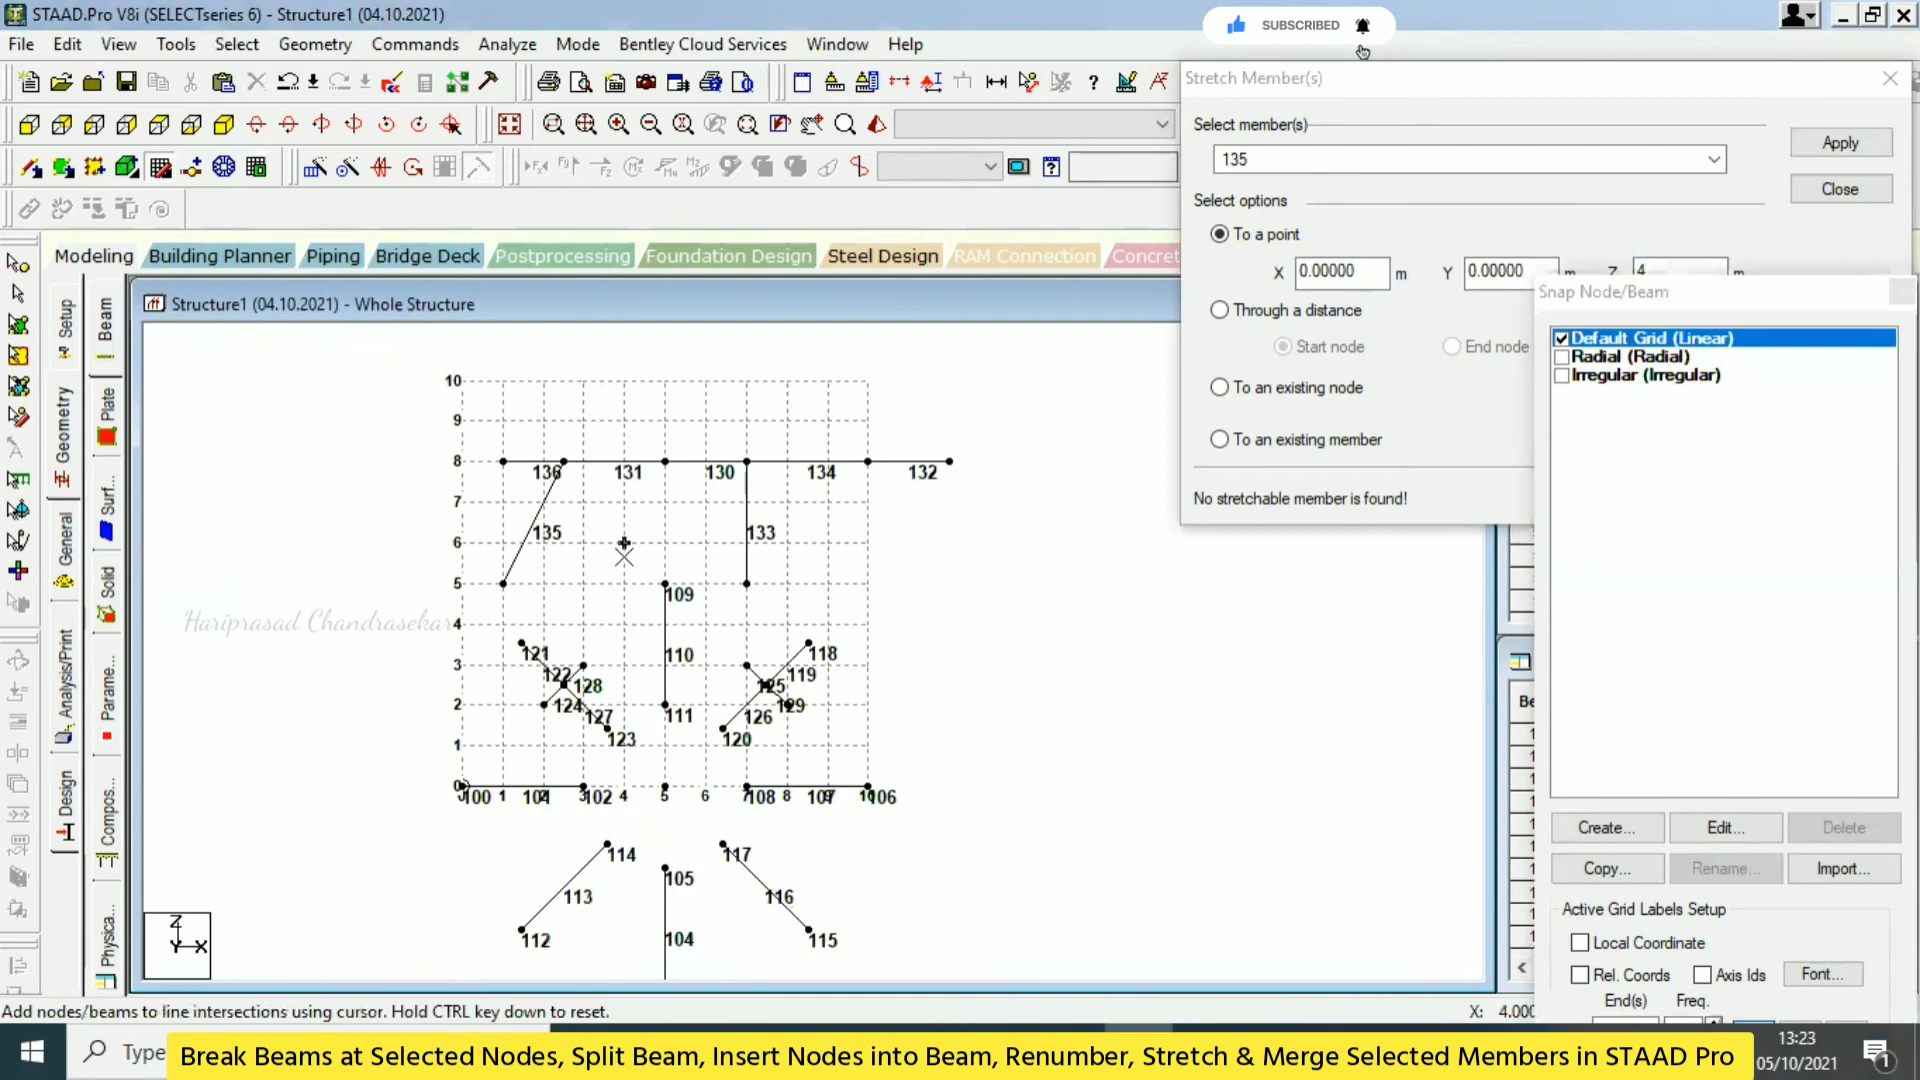 STAAD.Pro V8i (SELECTseries 6) - Structure1 (04.10.2021)
SUBSCRIBED
File Edit View Tools Select Geometry Commands Analyze Mode Bentley Cloud Services Window Help
Stretch Member(s)
Select member(s)
135
Apply
Close
Select options
To a point
X 0.00000 m Y 0.00000 m Z 4 m
Through a distance
Start node End node
To an existing node
To an existing member
No stretchable member is found!
Modeling Building Planner Piping Bridge Deck Postprocessing Foundation Design Steel Design RAM Connection Concret
Setup
Geometry
General
Analysis/Print
Design
Beam
Plate
Surf...
Solid
Parame...
Compos...
Physica...
Structure1 (04.10.2021) - Whole Structure
10
9
8
136 131 130 134 132
7
135 133
6
5
109
Hariprasad Chandrasekar
4
121 110 118
3
122 128 125 119
2
124 127 111 126 129
123 120
1
0
100 1 101 2 3 102 4 5 6 7 108 8 107 9 10 106
114 117
105
113 116
112 104 115
Z
Y X
Snap Node/Beam
Default Grid (Linear)
Radial (Radial)
Irregular (Irregular)
Be
Create... Edit... Delete
Copy... Rename... Import...
Active Grid Labels Setup
Local Coordinate
Rel. Coords Axis Ids Font...
End(s) Freq.
Add nodes/beams to line intersections using cursor. Hold CTRL key down to reset.
X: 4.000
Type
Break Beams at Selected Nodes, Split Beam, Insert Nodes into Beam, Renumber, Stretch & Merge Selected Members in STAAD Pro
13:23
05/10/2021
1